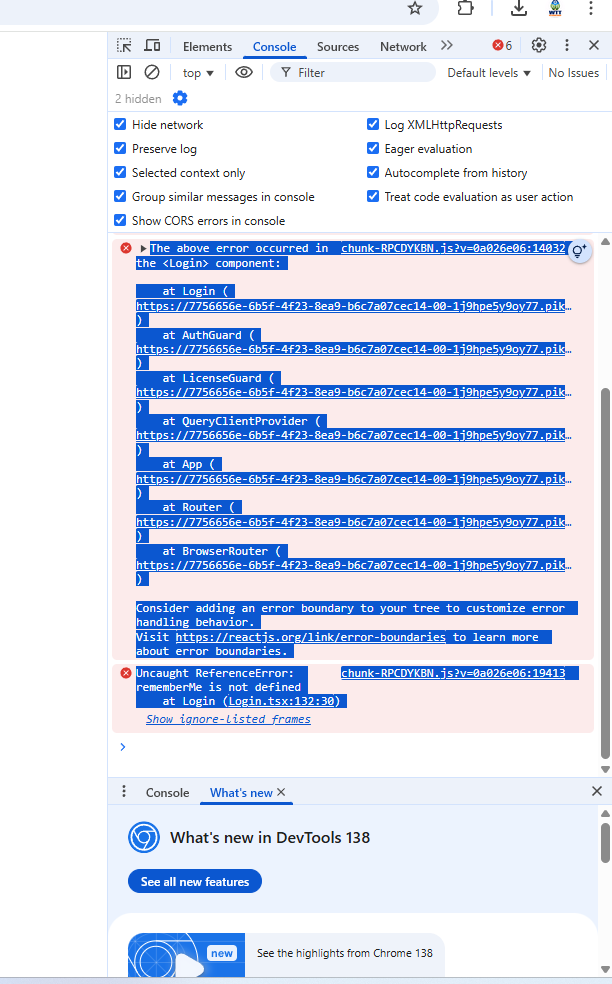 Elements Console Sources Network 6
top Filter Default levels No Issues
2 hidden
Hide network Log XMLHttpRequests
Preserve log Eager evaluation
Selected context only Autocomplete from history
Group similar messages in console Treat code evaluation as user action
Show CORS errors in console
The above error occurred in chunk-RPCDYKBN.js?v=0a026e06:14032
the <Login> component:
at Login (
https://7756656e-6b5f-4f23-8ea9-b6c7a07cec14-00-1j9hpe5y9oy77.pik…
)
at AuthGuard (
https://7756656e-6b5f-4f23-8ea9-b6c7a07cec14-00-1j9hpe5y9oy77.pik…
)
at LicenseGuard (
https://7756656e-6b5f-4f23-8ea9-b6c7a07cec14-00-1j9hpe5y9oy77.pik…
)
at QueryClientProvider (
https://7756656e-6b5f-4f23-8ea9-b6c7a07cec14-00-1j9hpe5y9oy77.pik…
)
at App (
https://7756656e-6b5f-4f23-8ea9-b6c7a07cec14-00-1j9hpe5y9oy77.pik…
)
at Router (
https://7756656e-6b5f-4f23-8ea9-b6c7a07cec14-00-1j9hpe5y9oy77.pik…
)
at BrowserRouter (
https://7756656e-6b5f-4f23-8ea9-b6c7a07cec14-00-1j9hpe5y9oy77.pik…
)
Consider adding an error boundary to your tree to customize error
handling behavior.
Visit https://reactjs.org/link/error-boundaries to learn more
about error boundaries.
Uncaught ReferenceError: chunk-RPCDYKBN.js?v=0a026e06:19413
rememberMe is not defined
at Login (Login.tsx:132:30)
Show ignore-listed frames
Console What's new
What's new in DevTools 138
See all new features
new
See the highlights from Chrome 138